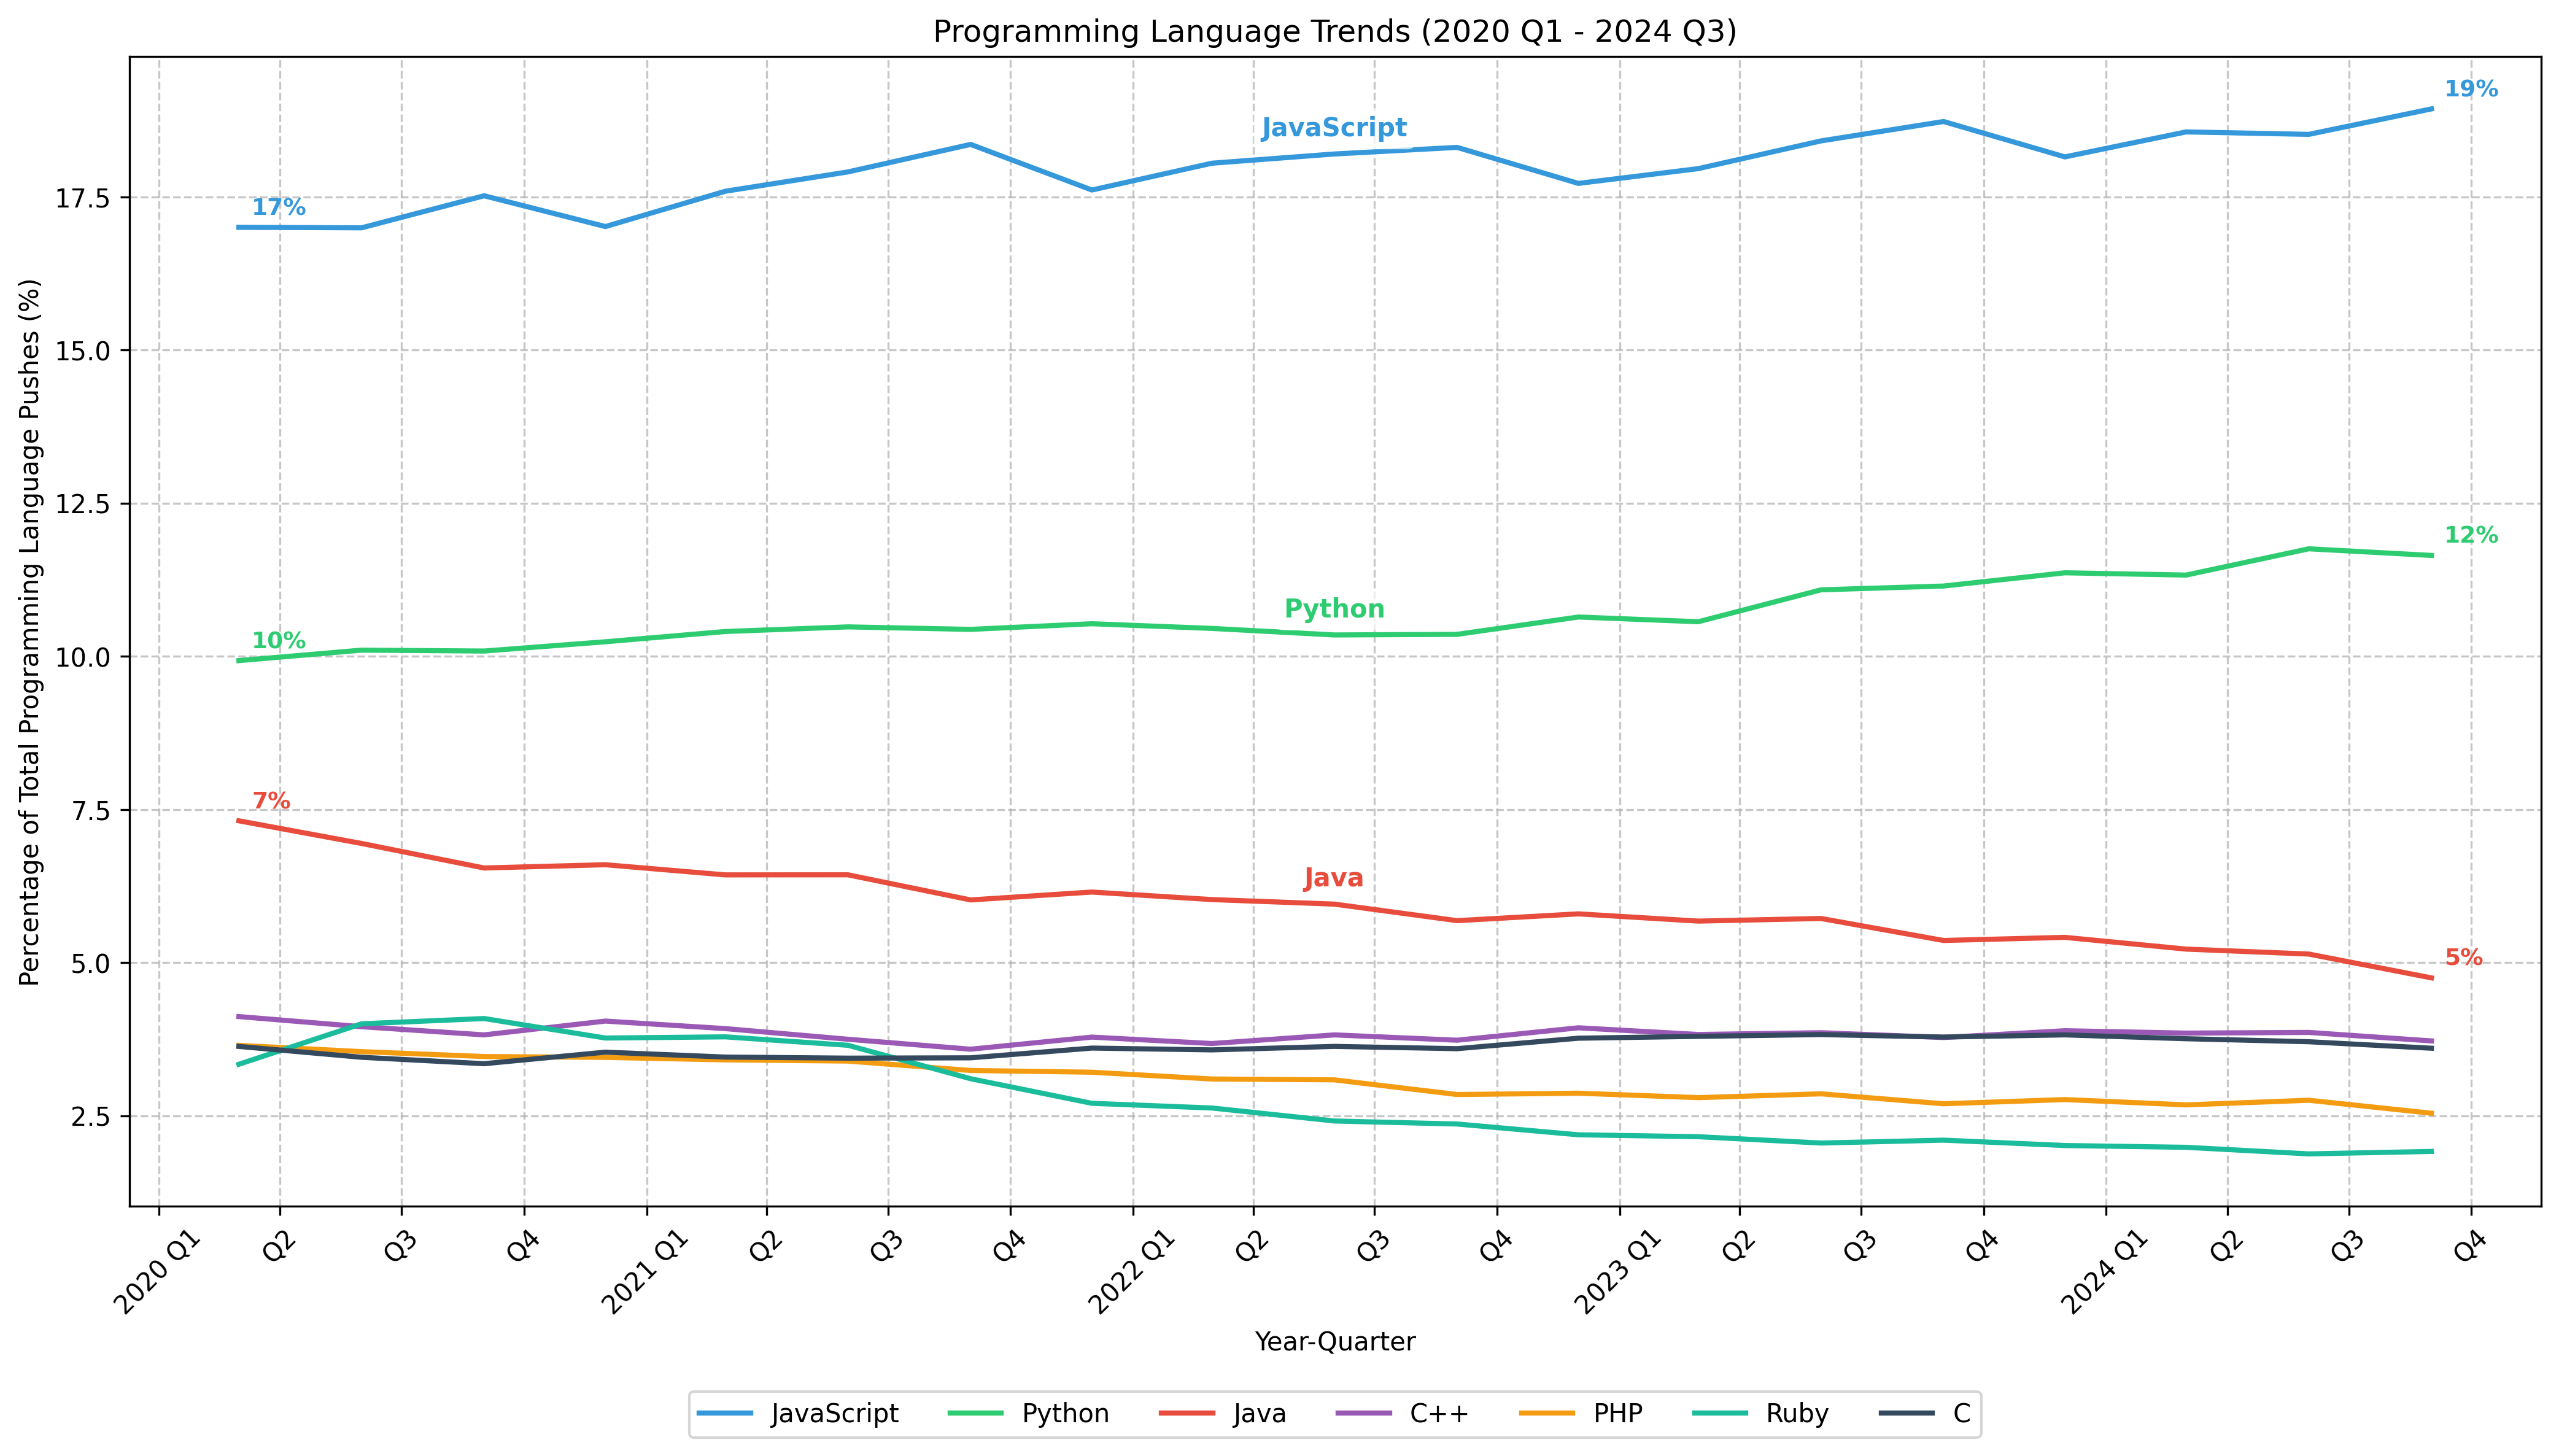 Programming Language Trends (2020 Q1 - 2024 Q3)
Percentage of Total Programming Language Pushes (%)
17.5
15.0
12.5
10.0
7.5
5.0
2.5
17%
JavaScript
19%
10%
Python
12%
7%
Java
5%
2020 Q1
Q2
Q3
Q4
2021 Q1
Q2
Q3
Q4
2022 Q1
Q2
Q3
Q4
2023 Q1
Q2
Q3
Q4
2024 Q1
Q2
Q3
Q4
Year-Quarter
JavaScript Python Java C++ PHP Ruby C